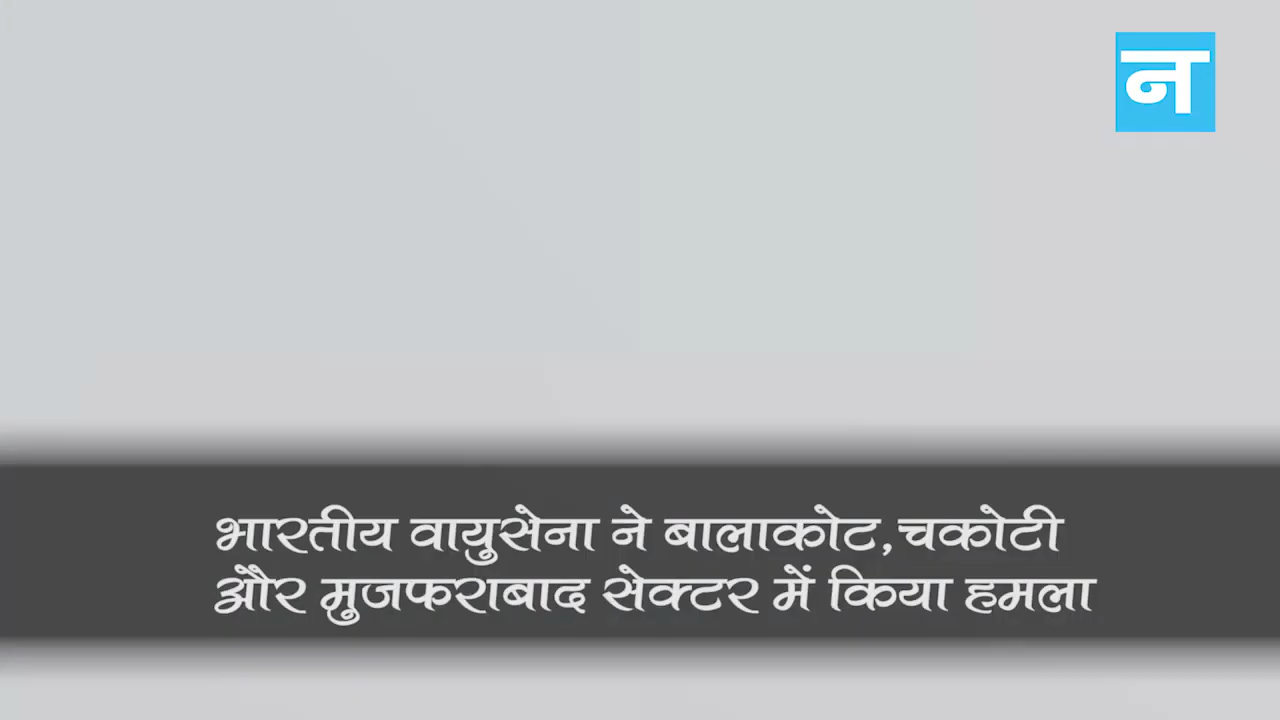 न
भारतीय वायुसेना ने बालाकोट,चकोटी
और मुजफराबाद सेक्टर में किया हमला